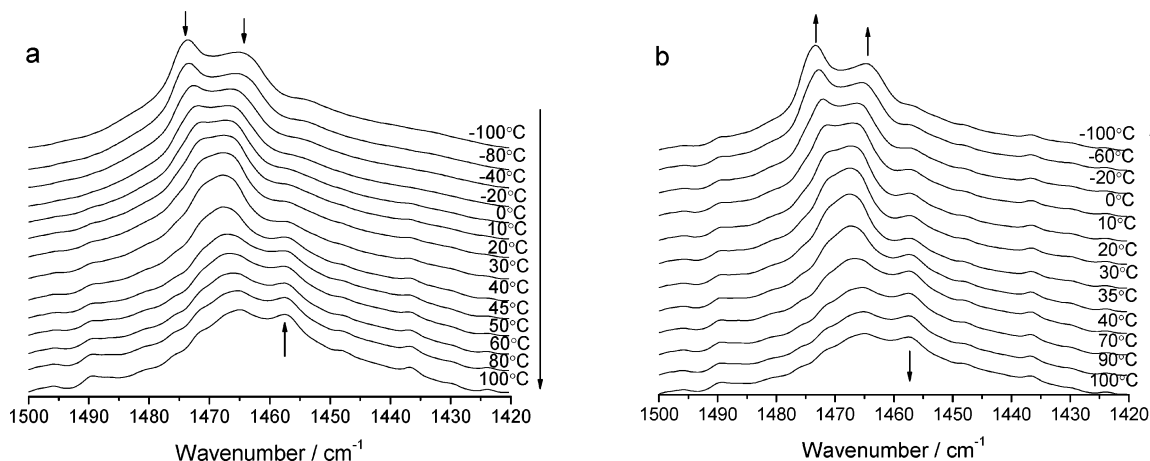 a
-100°C
-80°C
-40°C
-20°C
0°C
10°C
20°C
30°C
40°C
45°C
50°C
60°C
80°C
100°C
1500 1490 1480 1470 1460 1450 1440 1430 1420
Wavenumber / cm⁻¹
b
-100°C
-60°C
-20°C
0°C
10°C
20°C
30°C
35°C
40°C
70°C
90°C
100°C
1500 1490 1480 1470 1460 1450 1440 1430 1420
Wavenumber / cm⁻¹